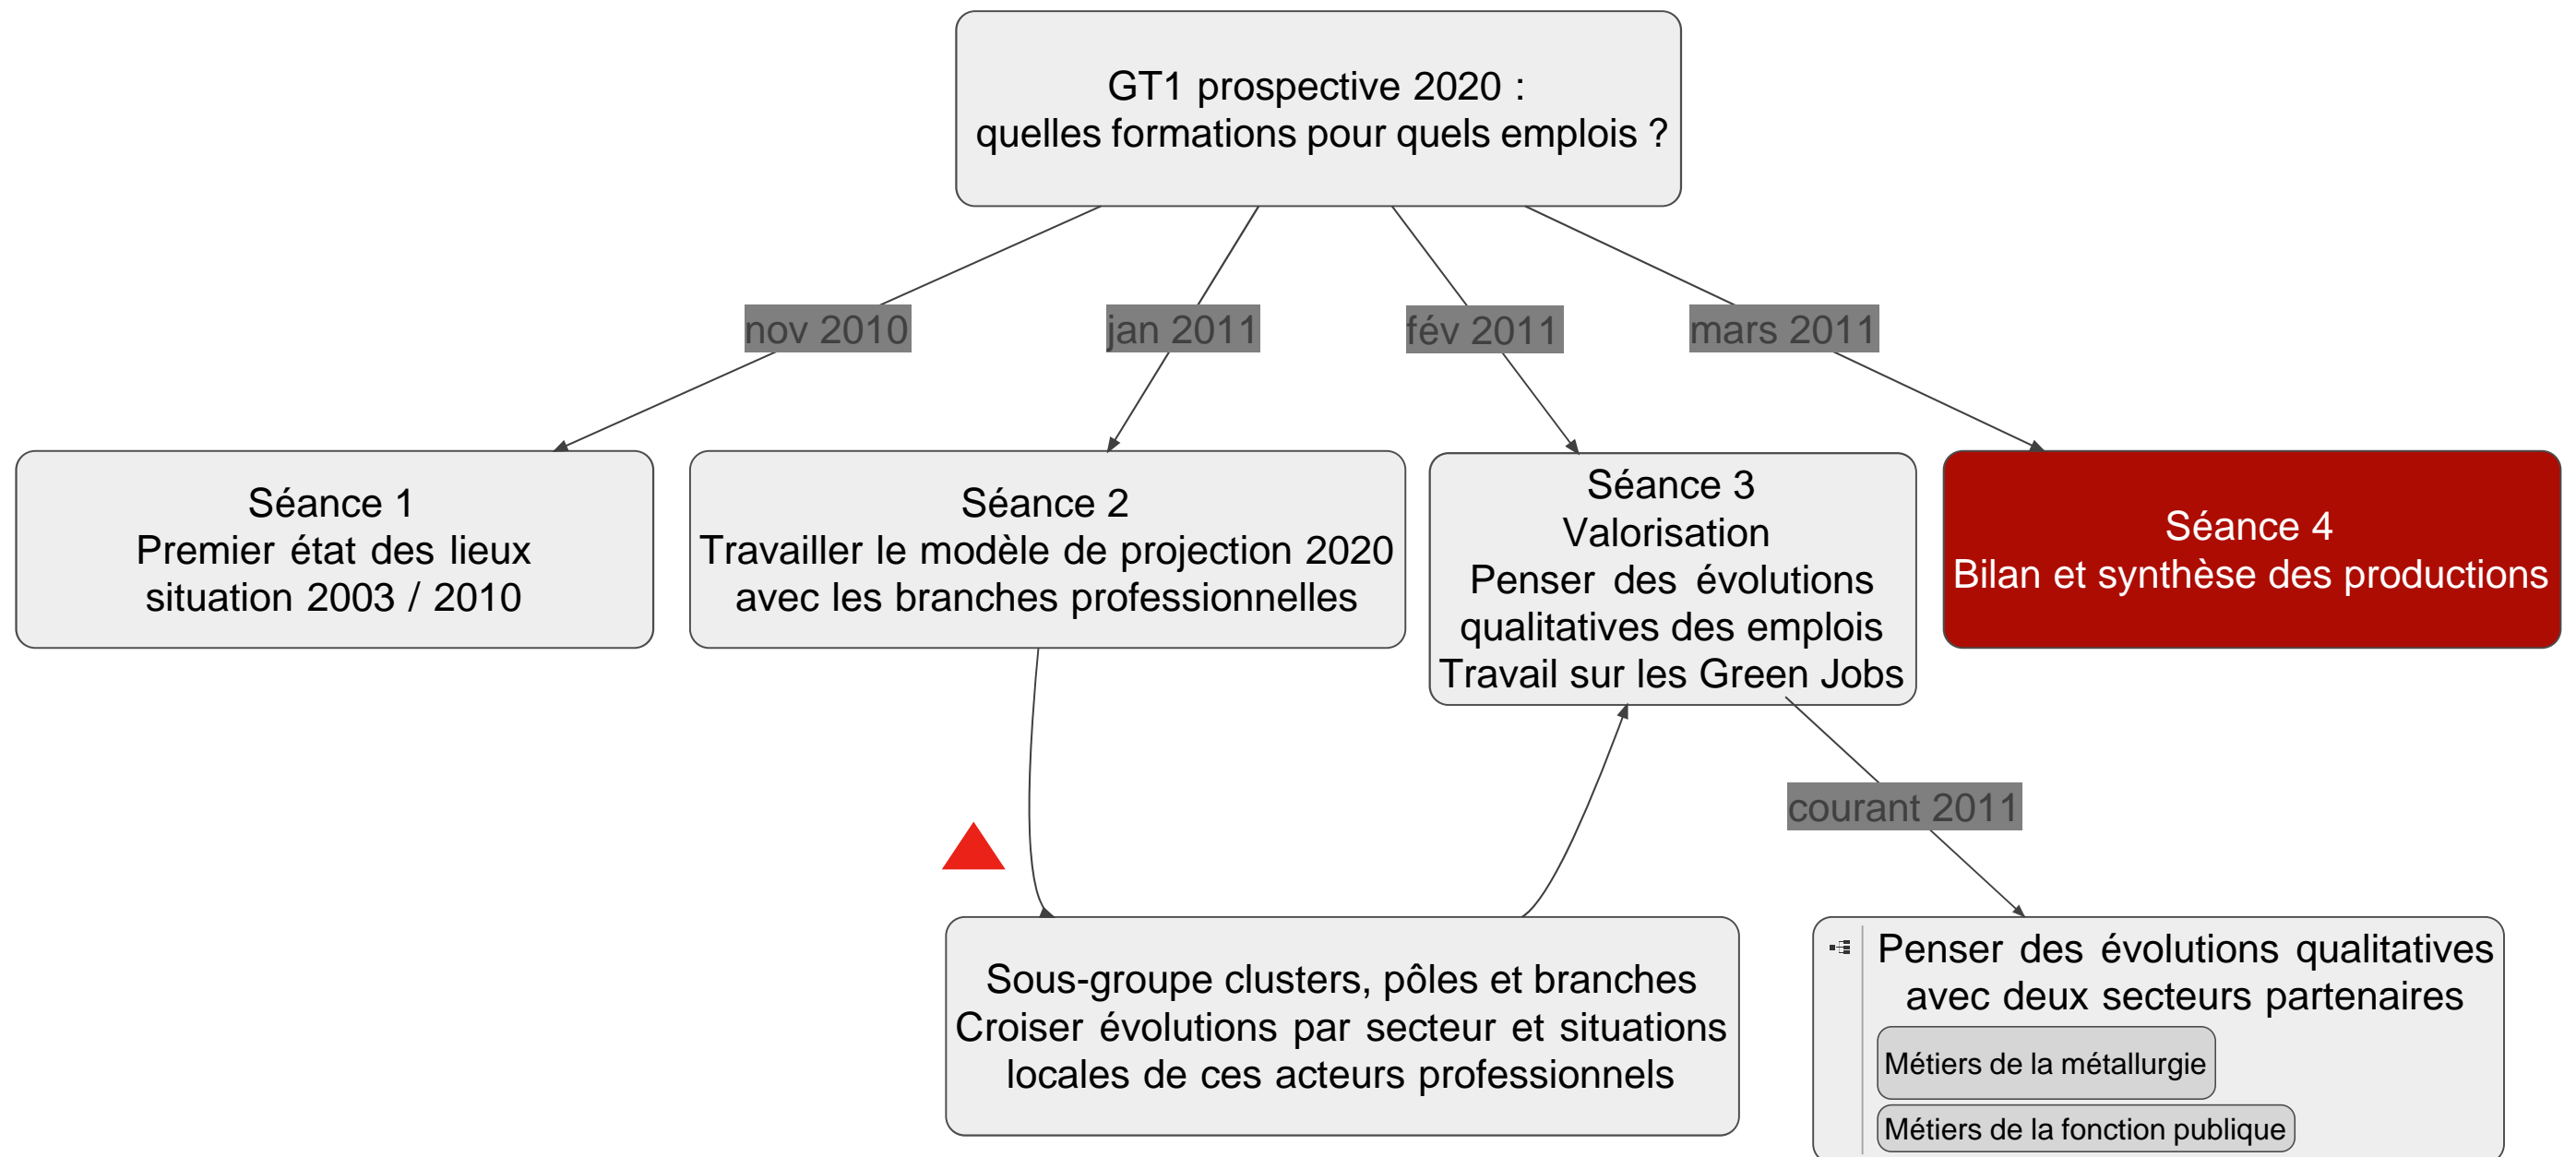 GT1 prospective 2020 :
quelles formations pour quels emplois ?
nov 2010
jan 2011
fév 2011
mars 2011
Séance 1
Premier état des lieux
situation 2003 / 2010
Séance 2
Travailler le modèle de projection 2020
avec les branches professionnelles
Séance 3
Valorisation
Penser des évolutions
qualitatives des emplois
Travail sur les Green Jobs
Séance 4
Bilan et synthèse des productions
courant 2011
Sous-groupe clusters, pôles et branches
Croiser évolutions par secteur et situations
locales de ces acteurs professionnels
Penser des évolutions qualitatives
avec deux secteurs partenaires
Métiers de la métallurgie
Métiers de la fonction publique